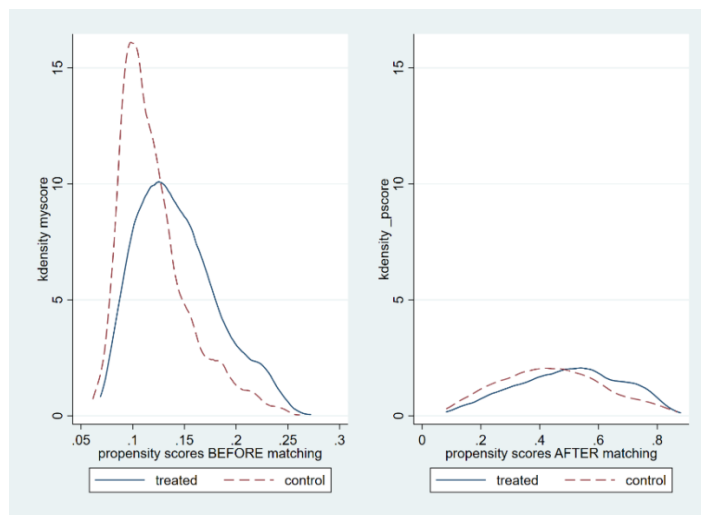 kdensity myscore
15
10
5
0
.05 .1 .15 .2 .25 .3
propensity scores BEFORE matching
treated control
kdensity _pscore
15
10
5
0
0 .2 .4 .6 .8
propensity scores AFTER matching
treated control